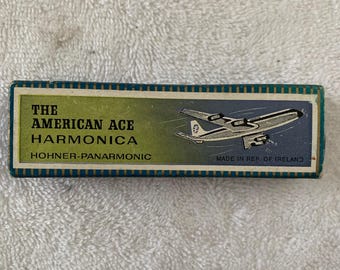 THE
AMERICAN ACE
HARMONICA
HOHNER-PANARMONIC
MADE IN REP. OF IRELAND